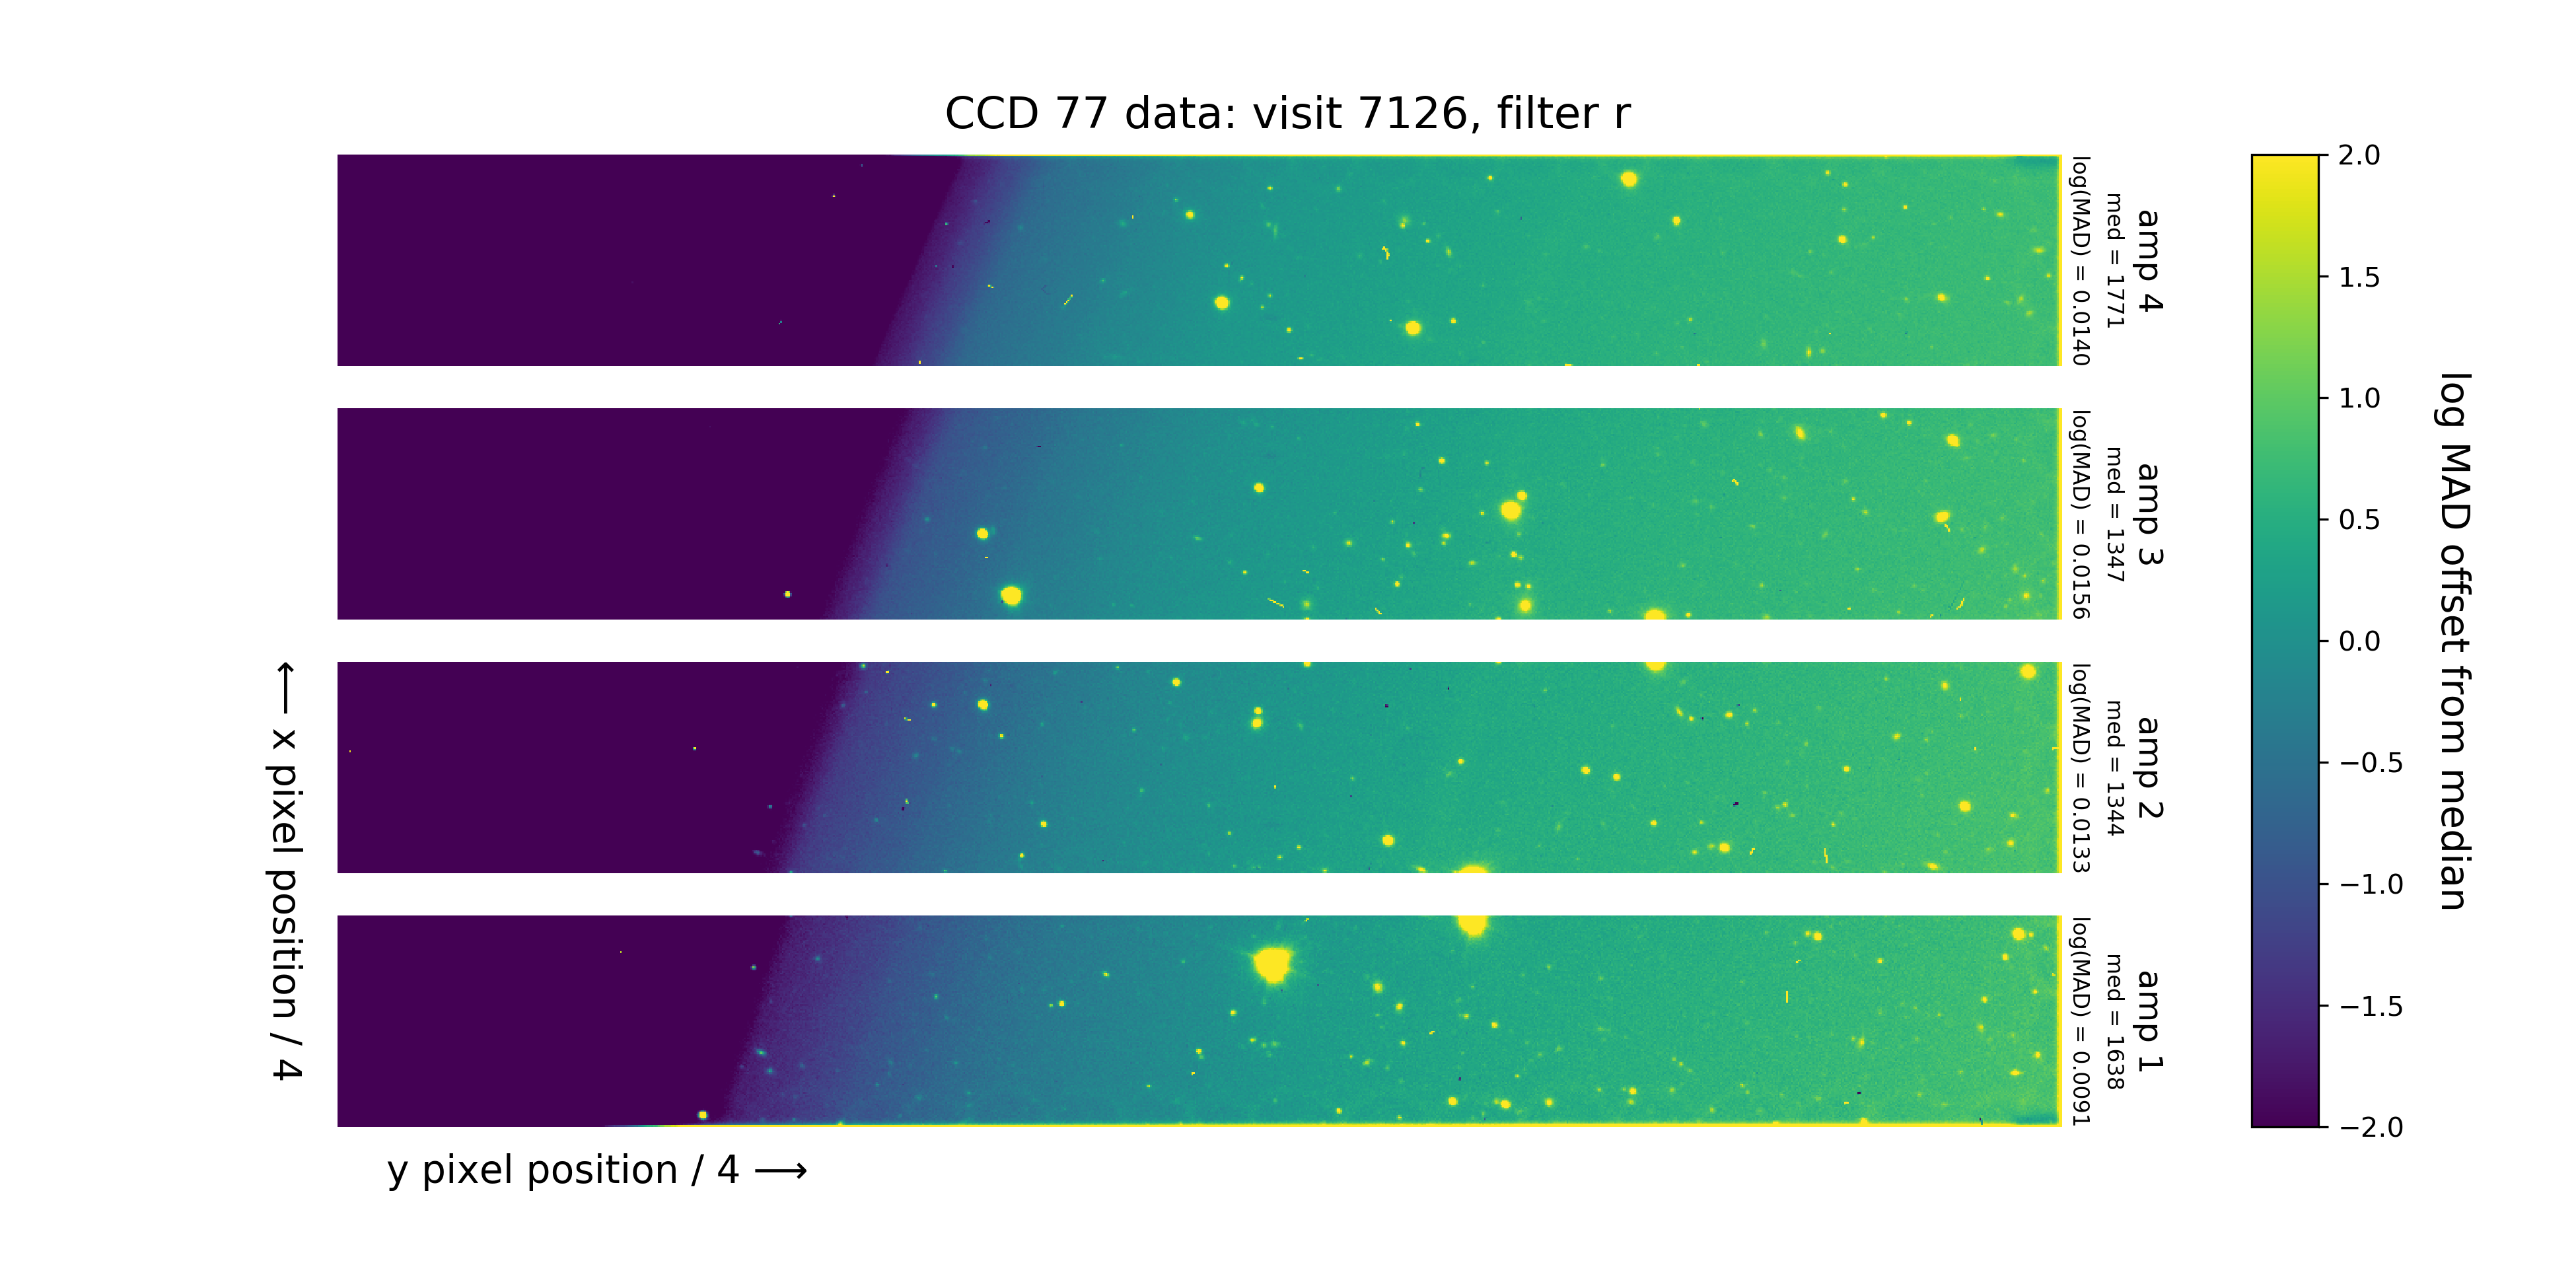 CCD 77 data: visit 7126, filter r
amp 4
med = 1771
log(MAD) = 0.0140
amp 3
med = 1347
log(MAD) = 0.0156
amp 2
med = 1344
log(MAD) = 0.0133
amp 1
med = 1638
log(MAD) = 0.0091
⟵ x pixel position / 4
y pixel position / 4 ⟶
2.0
1.5
1.0
0.5
0.0
−0.5
−1.0
−1.5
−2.0
log MAD offset from median